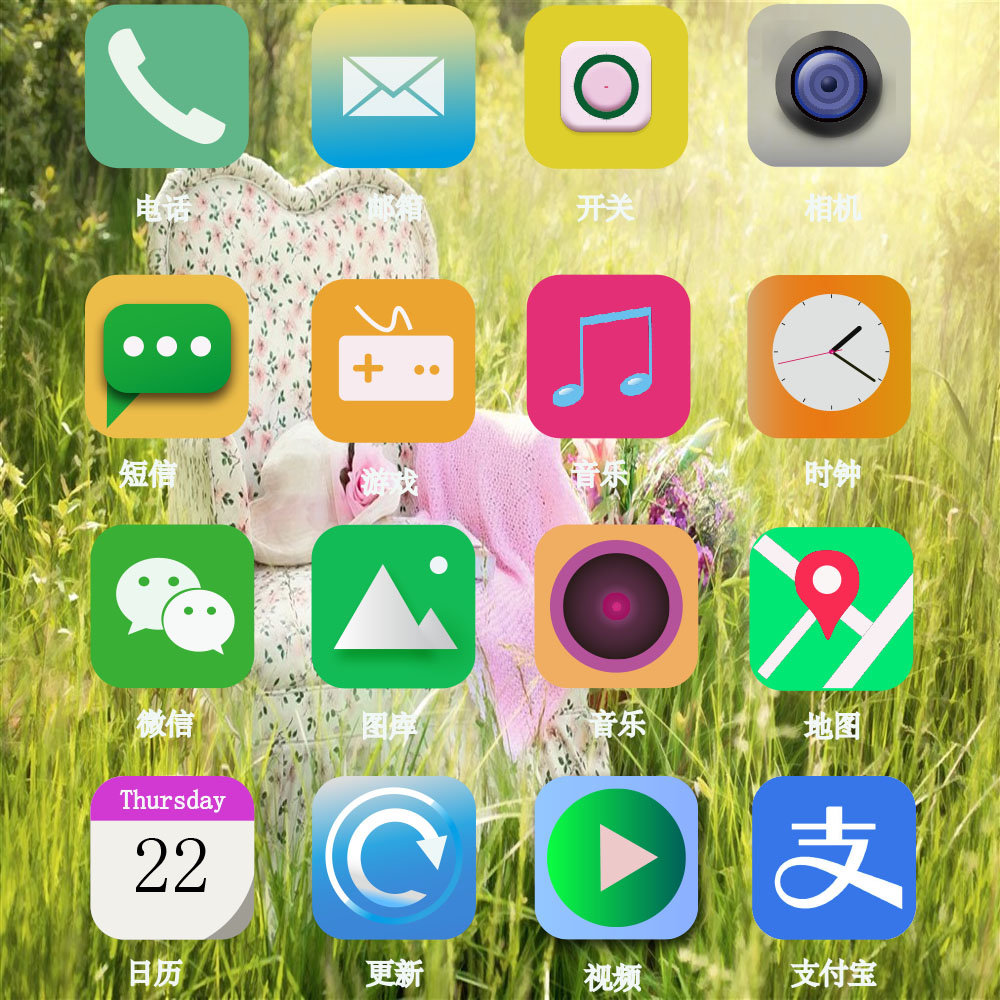 电话
邮箱
开关
相机
短信
游戏
音乐
时钟
微信
图库
音乐
地图
Thursday
22
支
日历
更新
视频
支付宝